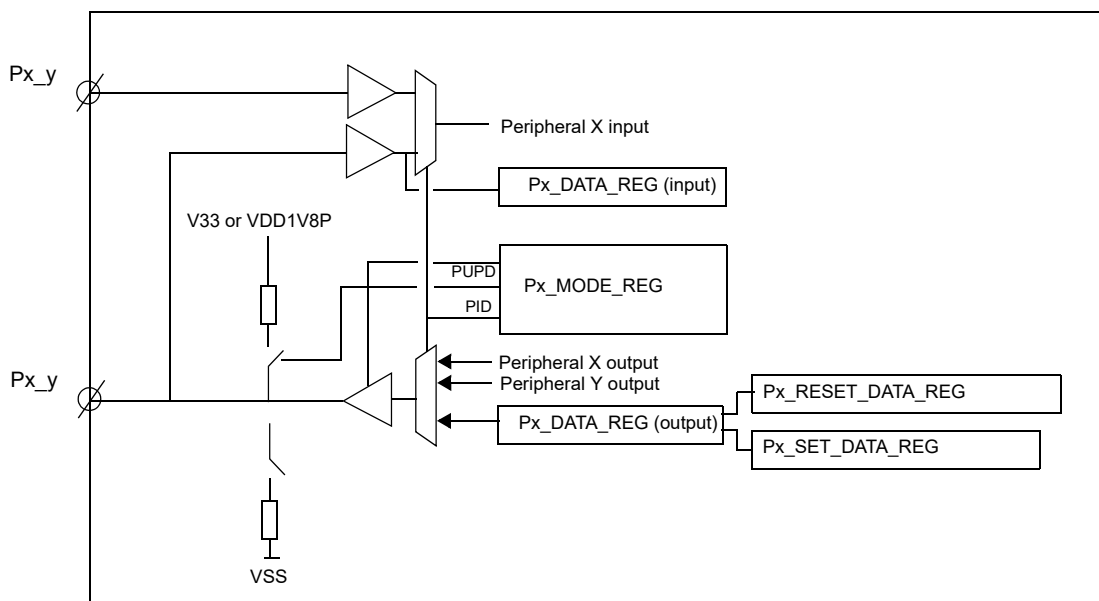 Px_y
Peripheral X input
Px_DATA_REG (input)
V33 or VDD1V8P
PUPD
Px_MODE_REG
PID
Peripheral X output
Px_y
Peripheral Y output
Px_RESET_DATA_REG
Px_DATA_REG (output)
Px_SET_DATA_REG
VSS